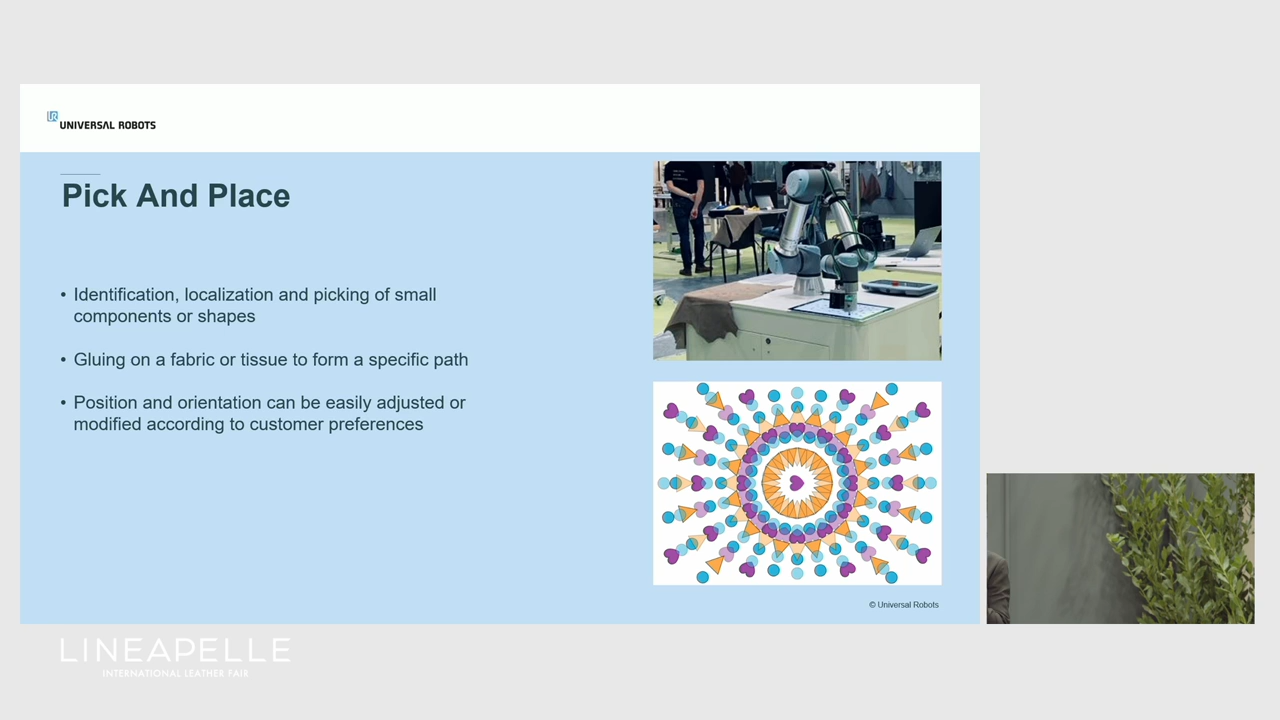 UNIVERSAL ROBOTS
Pick And Place
• Identification, localization and picking of small
components or shapes
• Gluing on a fabric or tissue to form a specific path
• Position and orientation can be easily adjusted or
modified according to customer preferences
© Universal Robots
LINEAPELLE
INTERNATIONAL LEATHER FAIR